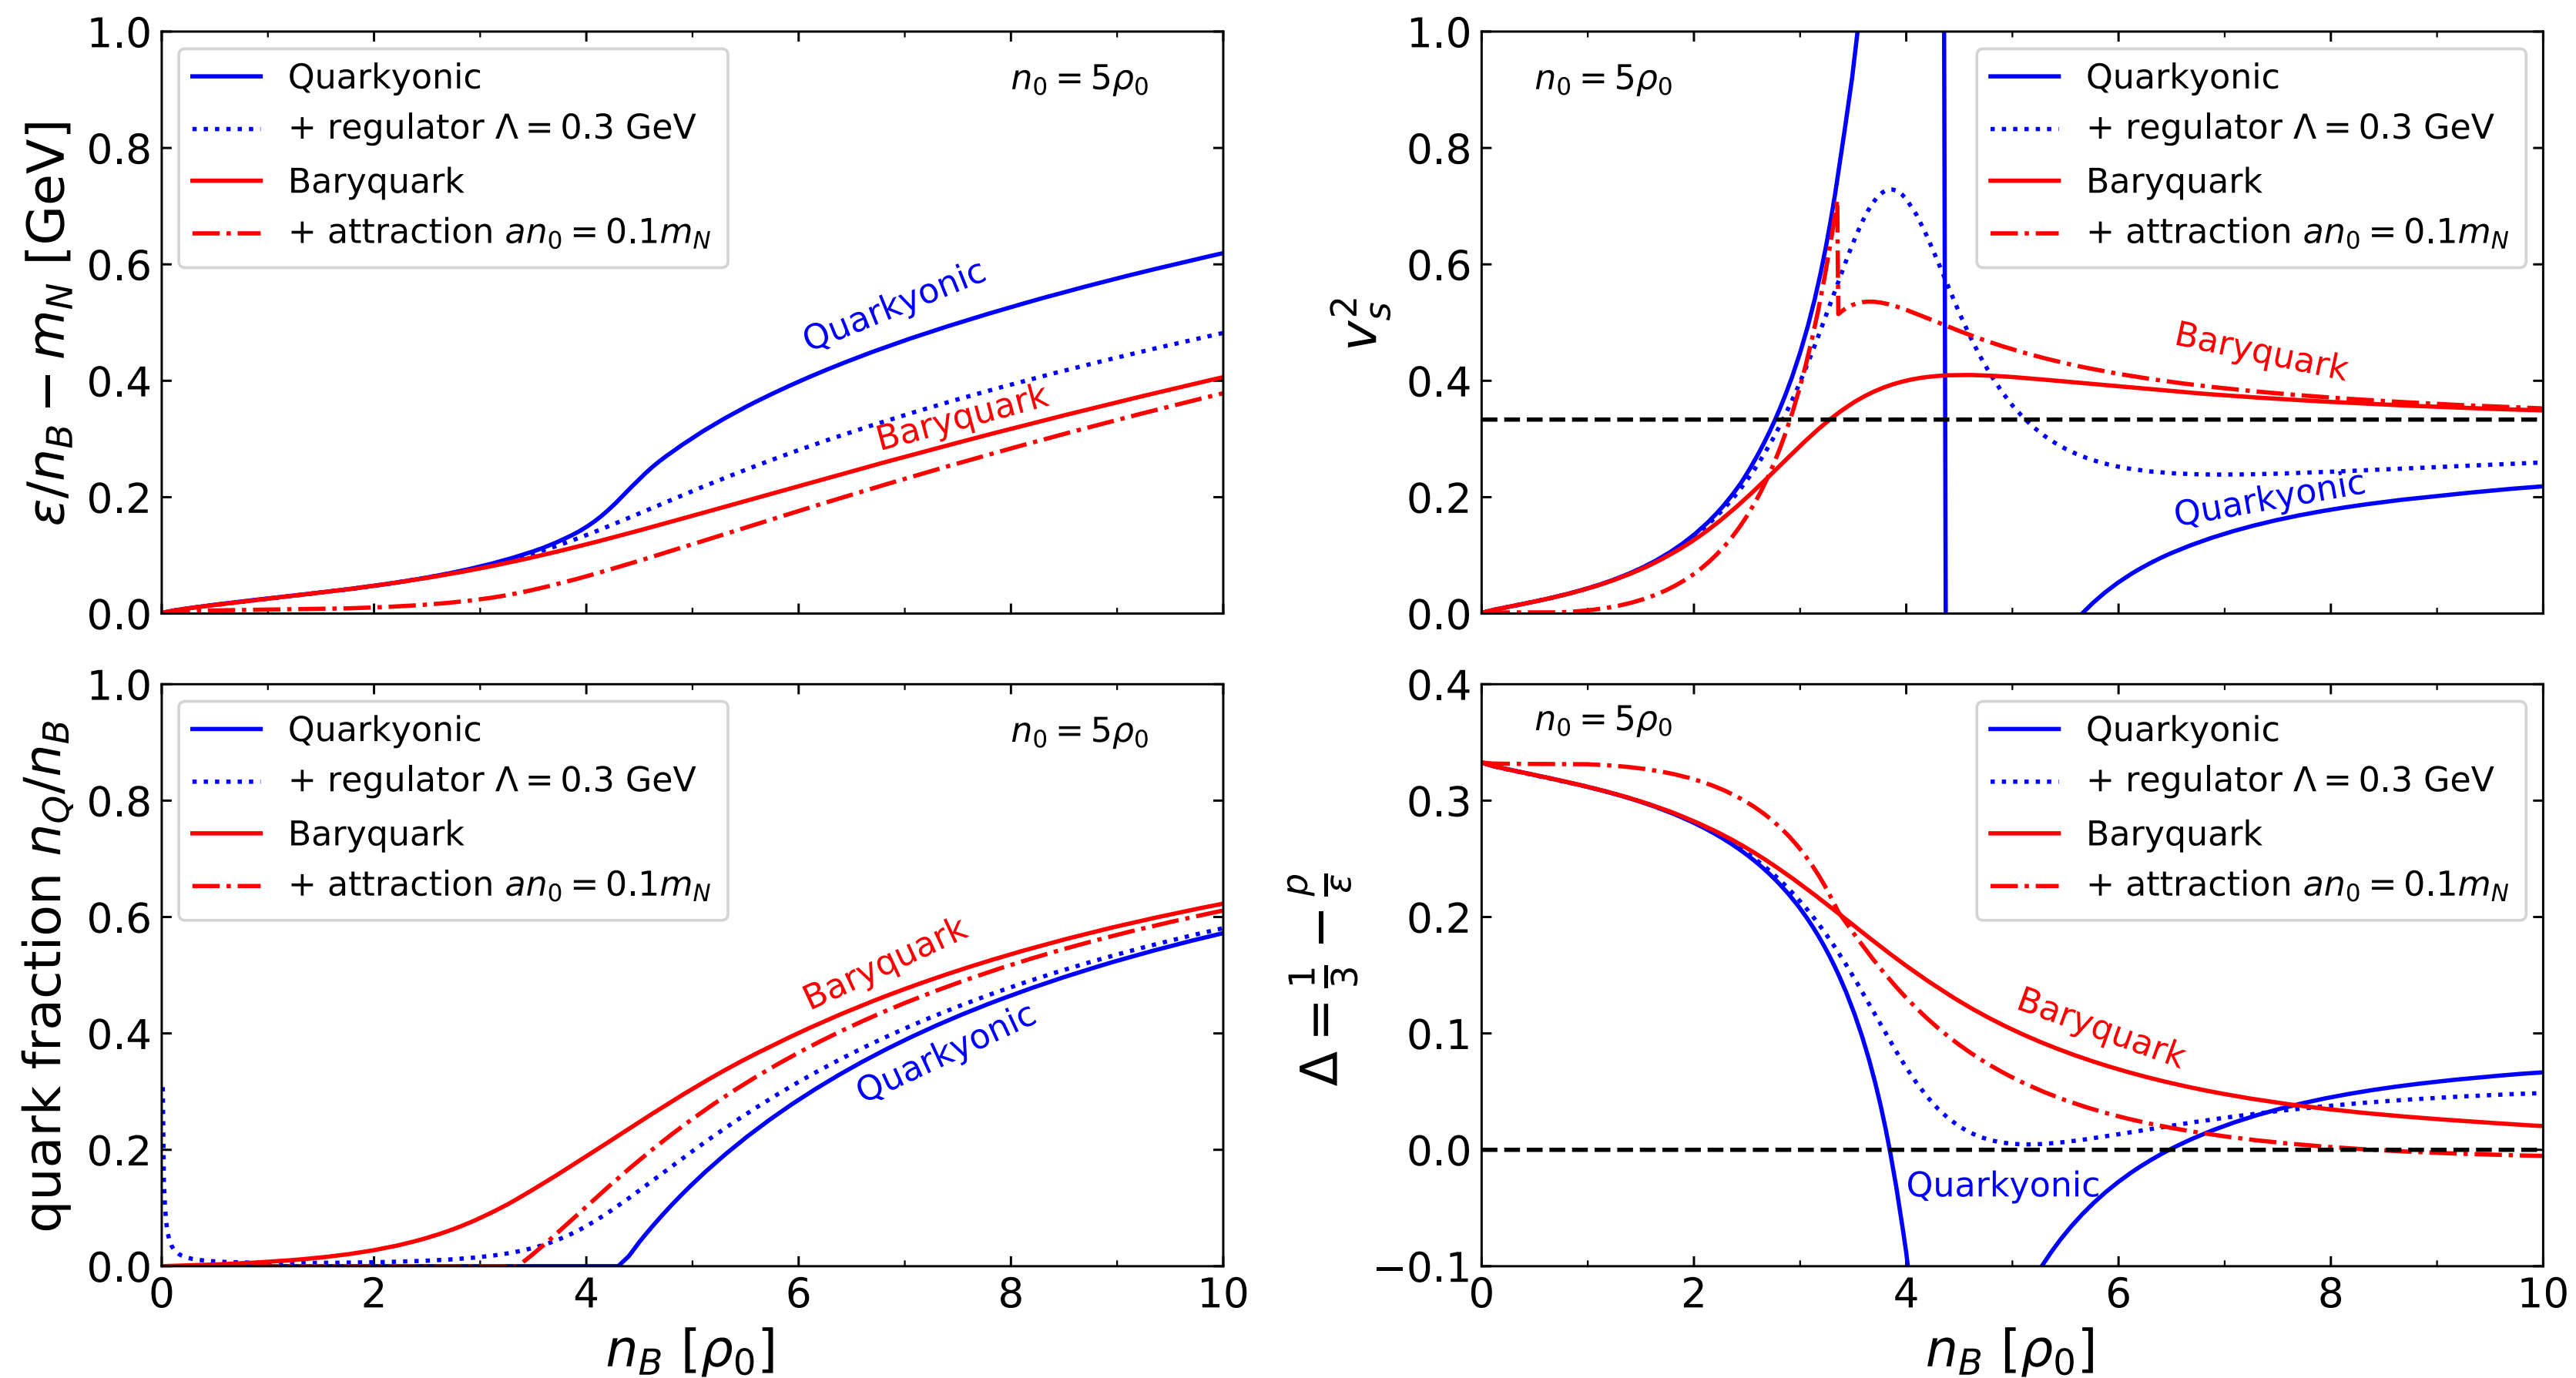 1.0
0.8
0.6
0.4
0.2
0.0
ε/n_B − m_N [GeV]
Quarkyonic
+ regulator Λ = 0.3 GeV
Baryquark
+ attraction an₀ = 0.1m_N
n₀ = 5ρ₀
Quarkyonic
Baryquark
1.0
0.8
0.6
0.4
0.2
0.0
v_s^2
n₀ = 5ρ₀
Quarkyonic
+ regulator Λ = 0.3 GeV
Baryquark
+ attraction an₀ = 0.1m_N
Baryquark
Quarkyonic
1.0
0.8
0.6
0.4
0.2
0.0
quark fraction n_Q/n_B
Quarkyonic
+ regulator Λ = 0.3 GeV
Baryquark
+ attraction an₀ = 0.1m_N
n₀ = 5ρ₀
Baryquark
Quarkyonic
0 2 4 6 8 10
n_B [ρ₀]
0.4
0.3
0.2
0.1
0.0
−0.1
Δ = 1/3 − p/ε
n₀ = 5ρ₀
Quarkyonic
+ regulator Λ = 0.3 GeV
Baryquark
+ attraction an₀ = 0.1m_N
Baryquark
Quarkyonic
0 2 4 6 8 10
n_B [ρ₀]